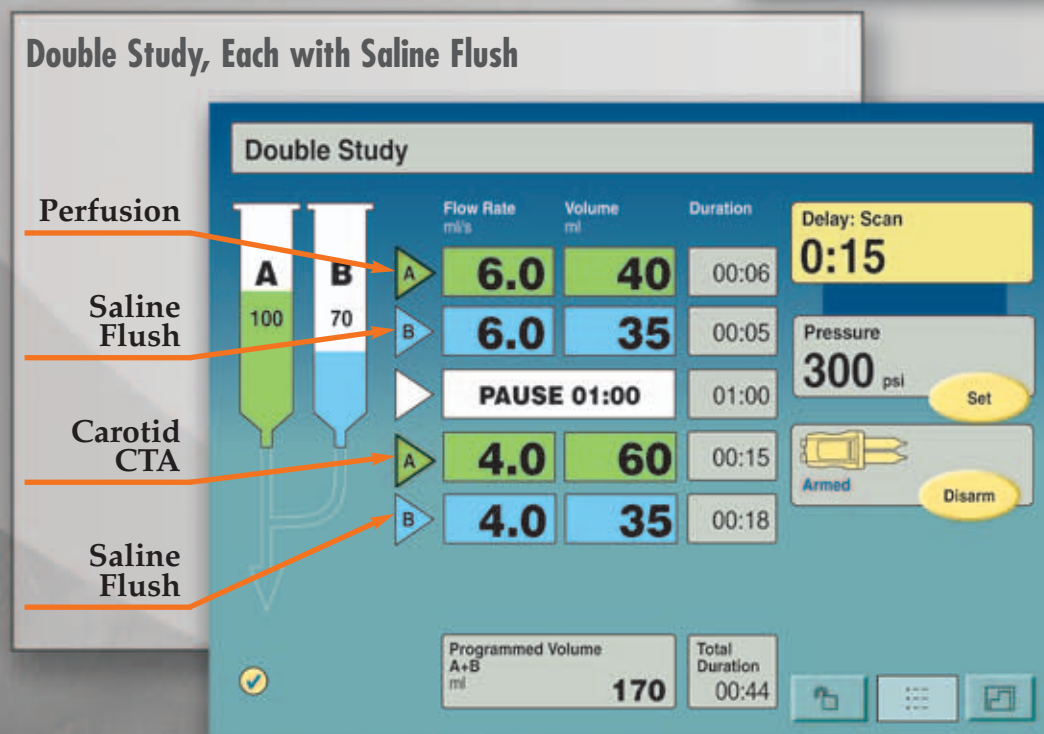 Double Study, Each with Saline Flush
Double Study
Perfusion
Saline
Flush
Carotid
CTA
Saline
Flush
A
B
100
70
Flow Rate
ml/s
Volume
ml
Duration
A
6.0
40
00:06
B
6.0
35
00:05
PAUSE 01:00
01:00
A
4.0
60
00:15
B
4.0
35
00:18
Delay: Scan
0:15
Pressure
300 psi
Set
Armed
Disarm
Programmed Volume
A+B
ml
170
Total
Duration
00:44